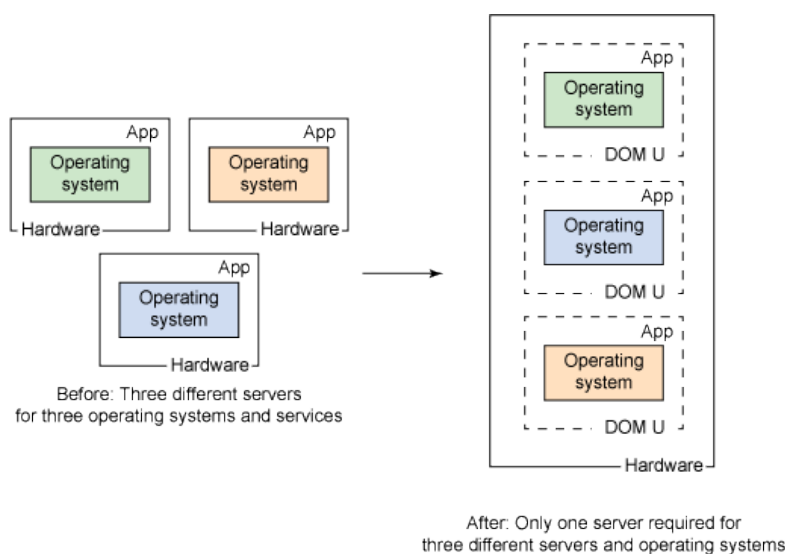 App
Operating
system
Hardware
App
Operating
system
Hardware
App
Operating
system
Hardware
Before: Three different servers
for three operating systems and services
App
Operating
system
DOM U
App
Operating
system
DOM U
App
Operating
system
DOM U
Hardware
After: Only one server required for
three different servers and operating systems